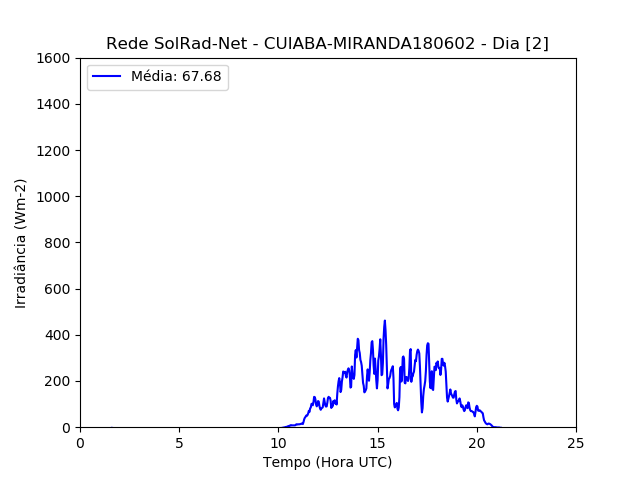 Rede SolRad-Net - CUIABA-MIRANDA180602 - Dia [2]
Média: 67.68
Irradiância (Wm-2)
1600
1400
1200
1000
800
600
400
200
0
0 5 10 15 20 25
Tempo (Hora UTC)